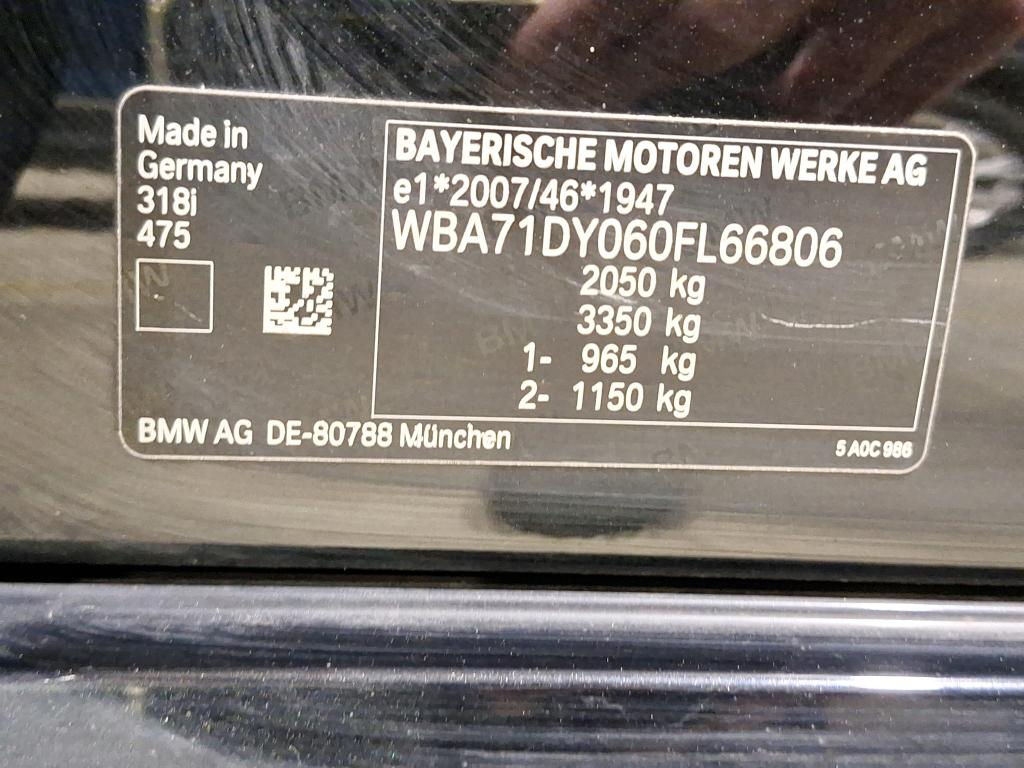 Made in
Germany
318i
475
BAYERISCHE MOTOREN WERKE AG
e1*2007/46*1947
WBA71DY060FL66806
2050 kg
3350 kg
1- 965 kg
2- 1150 kg
BMW AG DE-80788 München
5 A0C 986